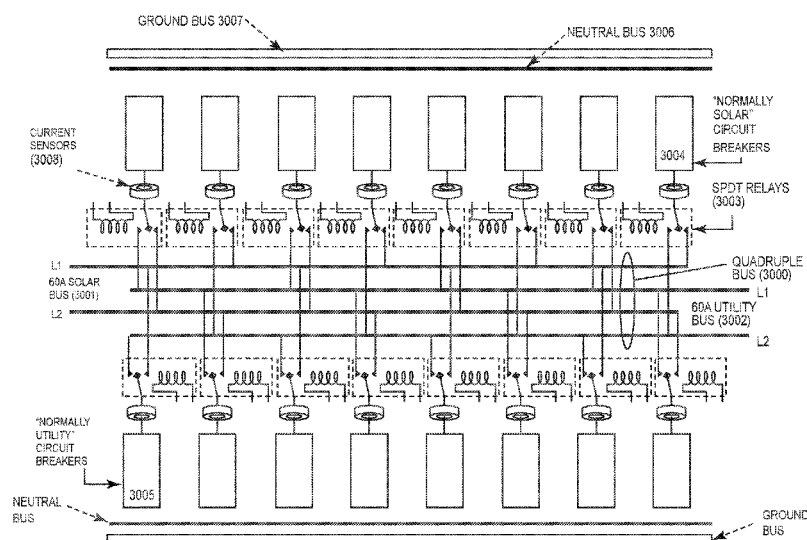 GROUND BUS 3007
NEUTRAL BUS 3006
"NORMALLY
SOLAR"
CIRCUIT
BREAKERS
3004
CURRENT
SENSORS
(3008)
SPDT RELAYS
(3003)
QUADRUPLE
BUS (3000)
L1
60A SOLAR
BUS (3001)
L1
L2
60A UTILITY
BUS (3002)
L2
"NORMALLY
UTILITY"
CIRCUIT
BREAKERS
3005
NEUTRAL
BUS
GROUND
BUS